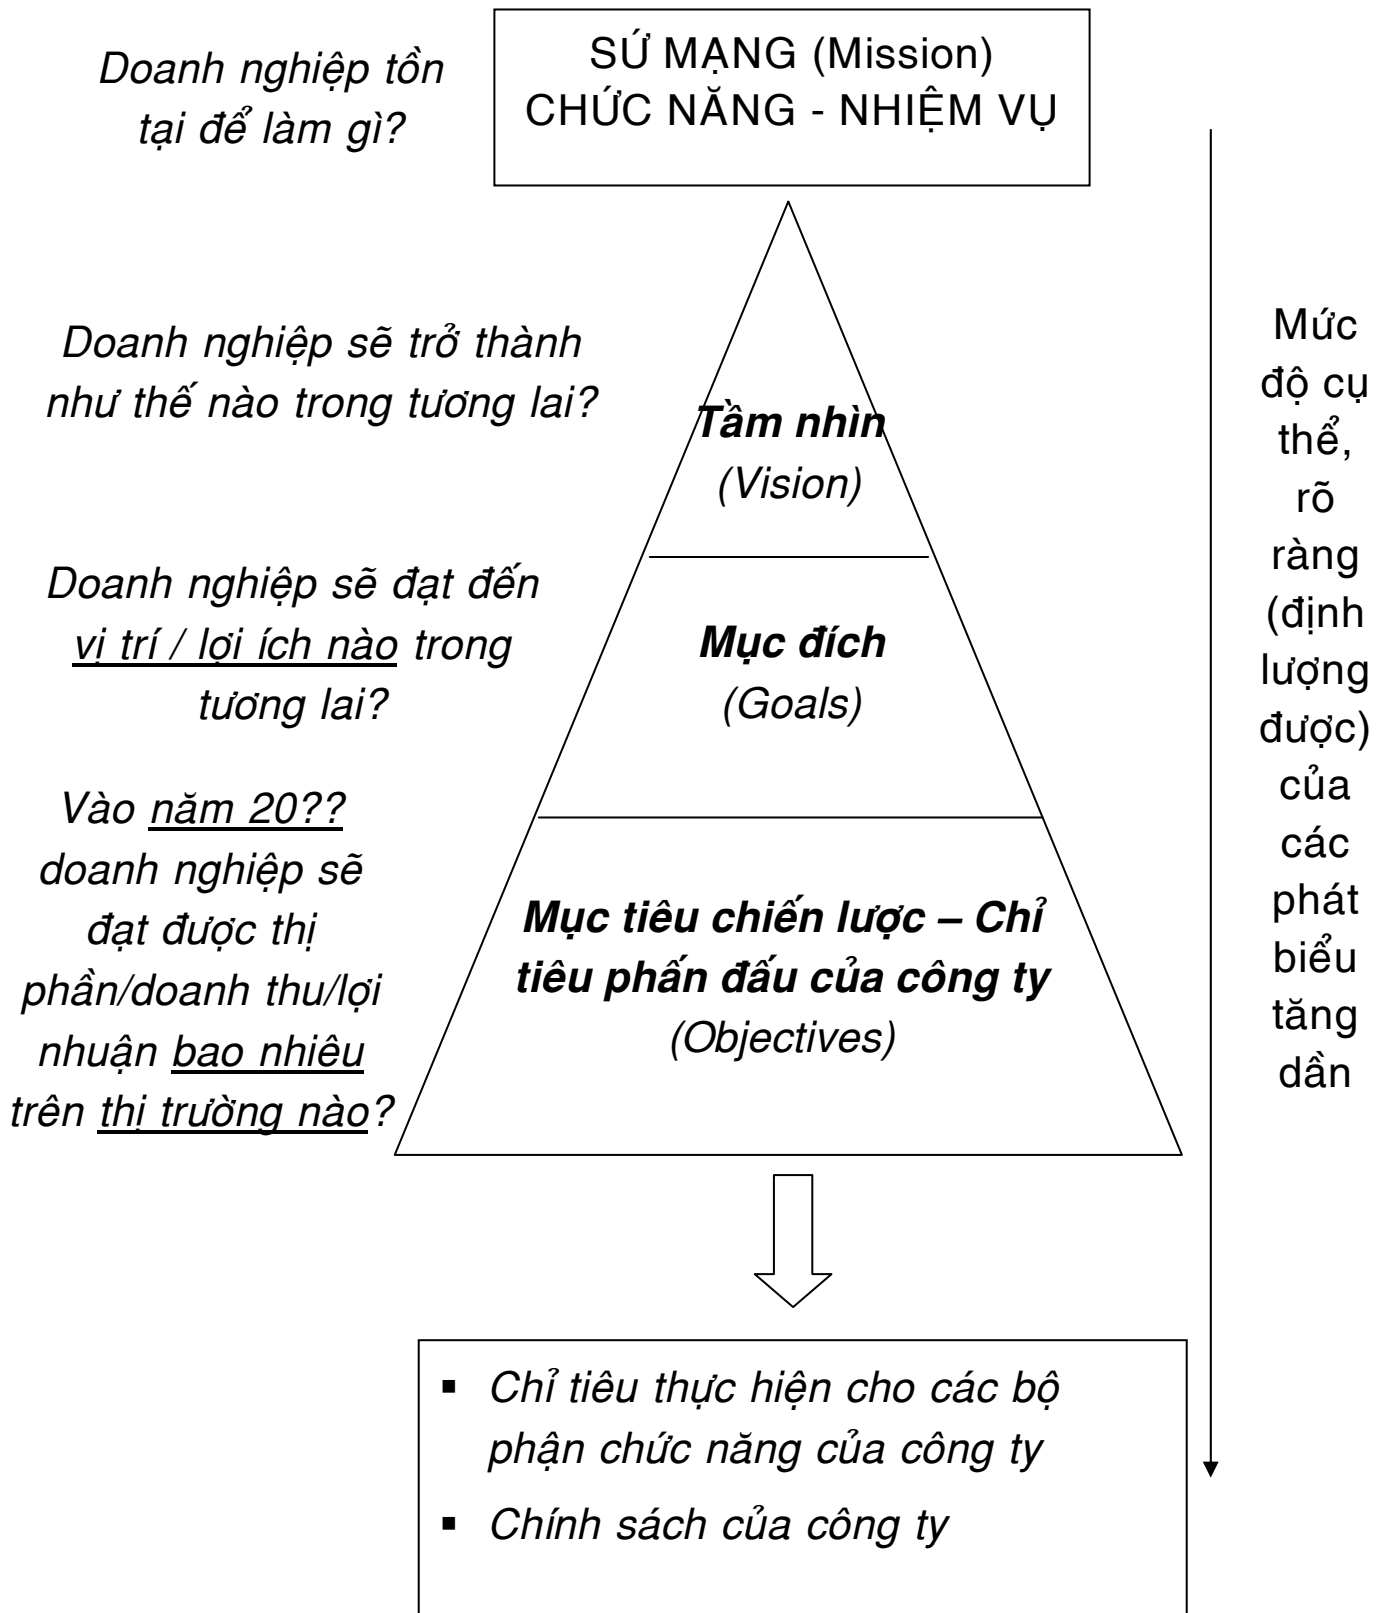 Doanh nghiệp tồn
tại để làm gì?
SỨ MẠNG (Mission)
CHỨC NĂNG - NHIỆM VỤ
Doanh nghiệp sẽ trở thành
như thế nào trong tương lai?
Tầm nhìn
(Vision)
Doanh nghiệp sẽ đạt đến
vị trí / lợi ích nào trong
tương lai?
Mục đích
(Goals)
Vào năm 20??
doanh nghiệp sẽ
đạt được thị
phần/doanh thu/lợi
nhuận bao nhiêu
trên thị trường nào?
Mục tiêu chiến lược – Chỉ
tiêu phấn đấu của công ty
(Objectives)
Mức
độ cụ
thể,
rõ
ràng
(định
lượng
được)
của
các
phát
biểu
tăng
dần
▪ Chỉ tiêu thực hiện cho các bộ
phận chức năng của công ty
▪ Chính sách của công ty